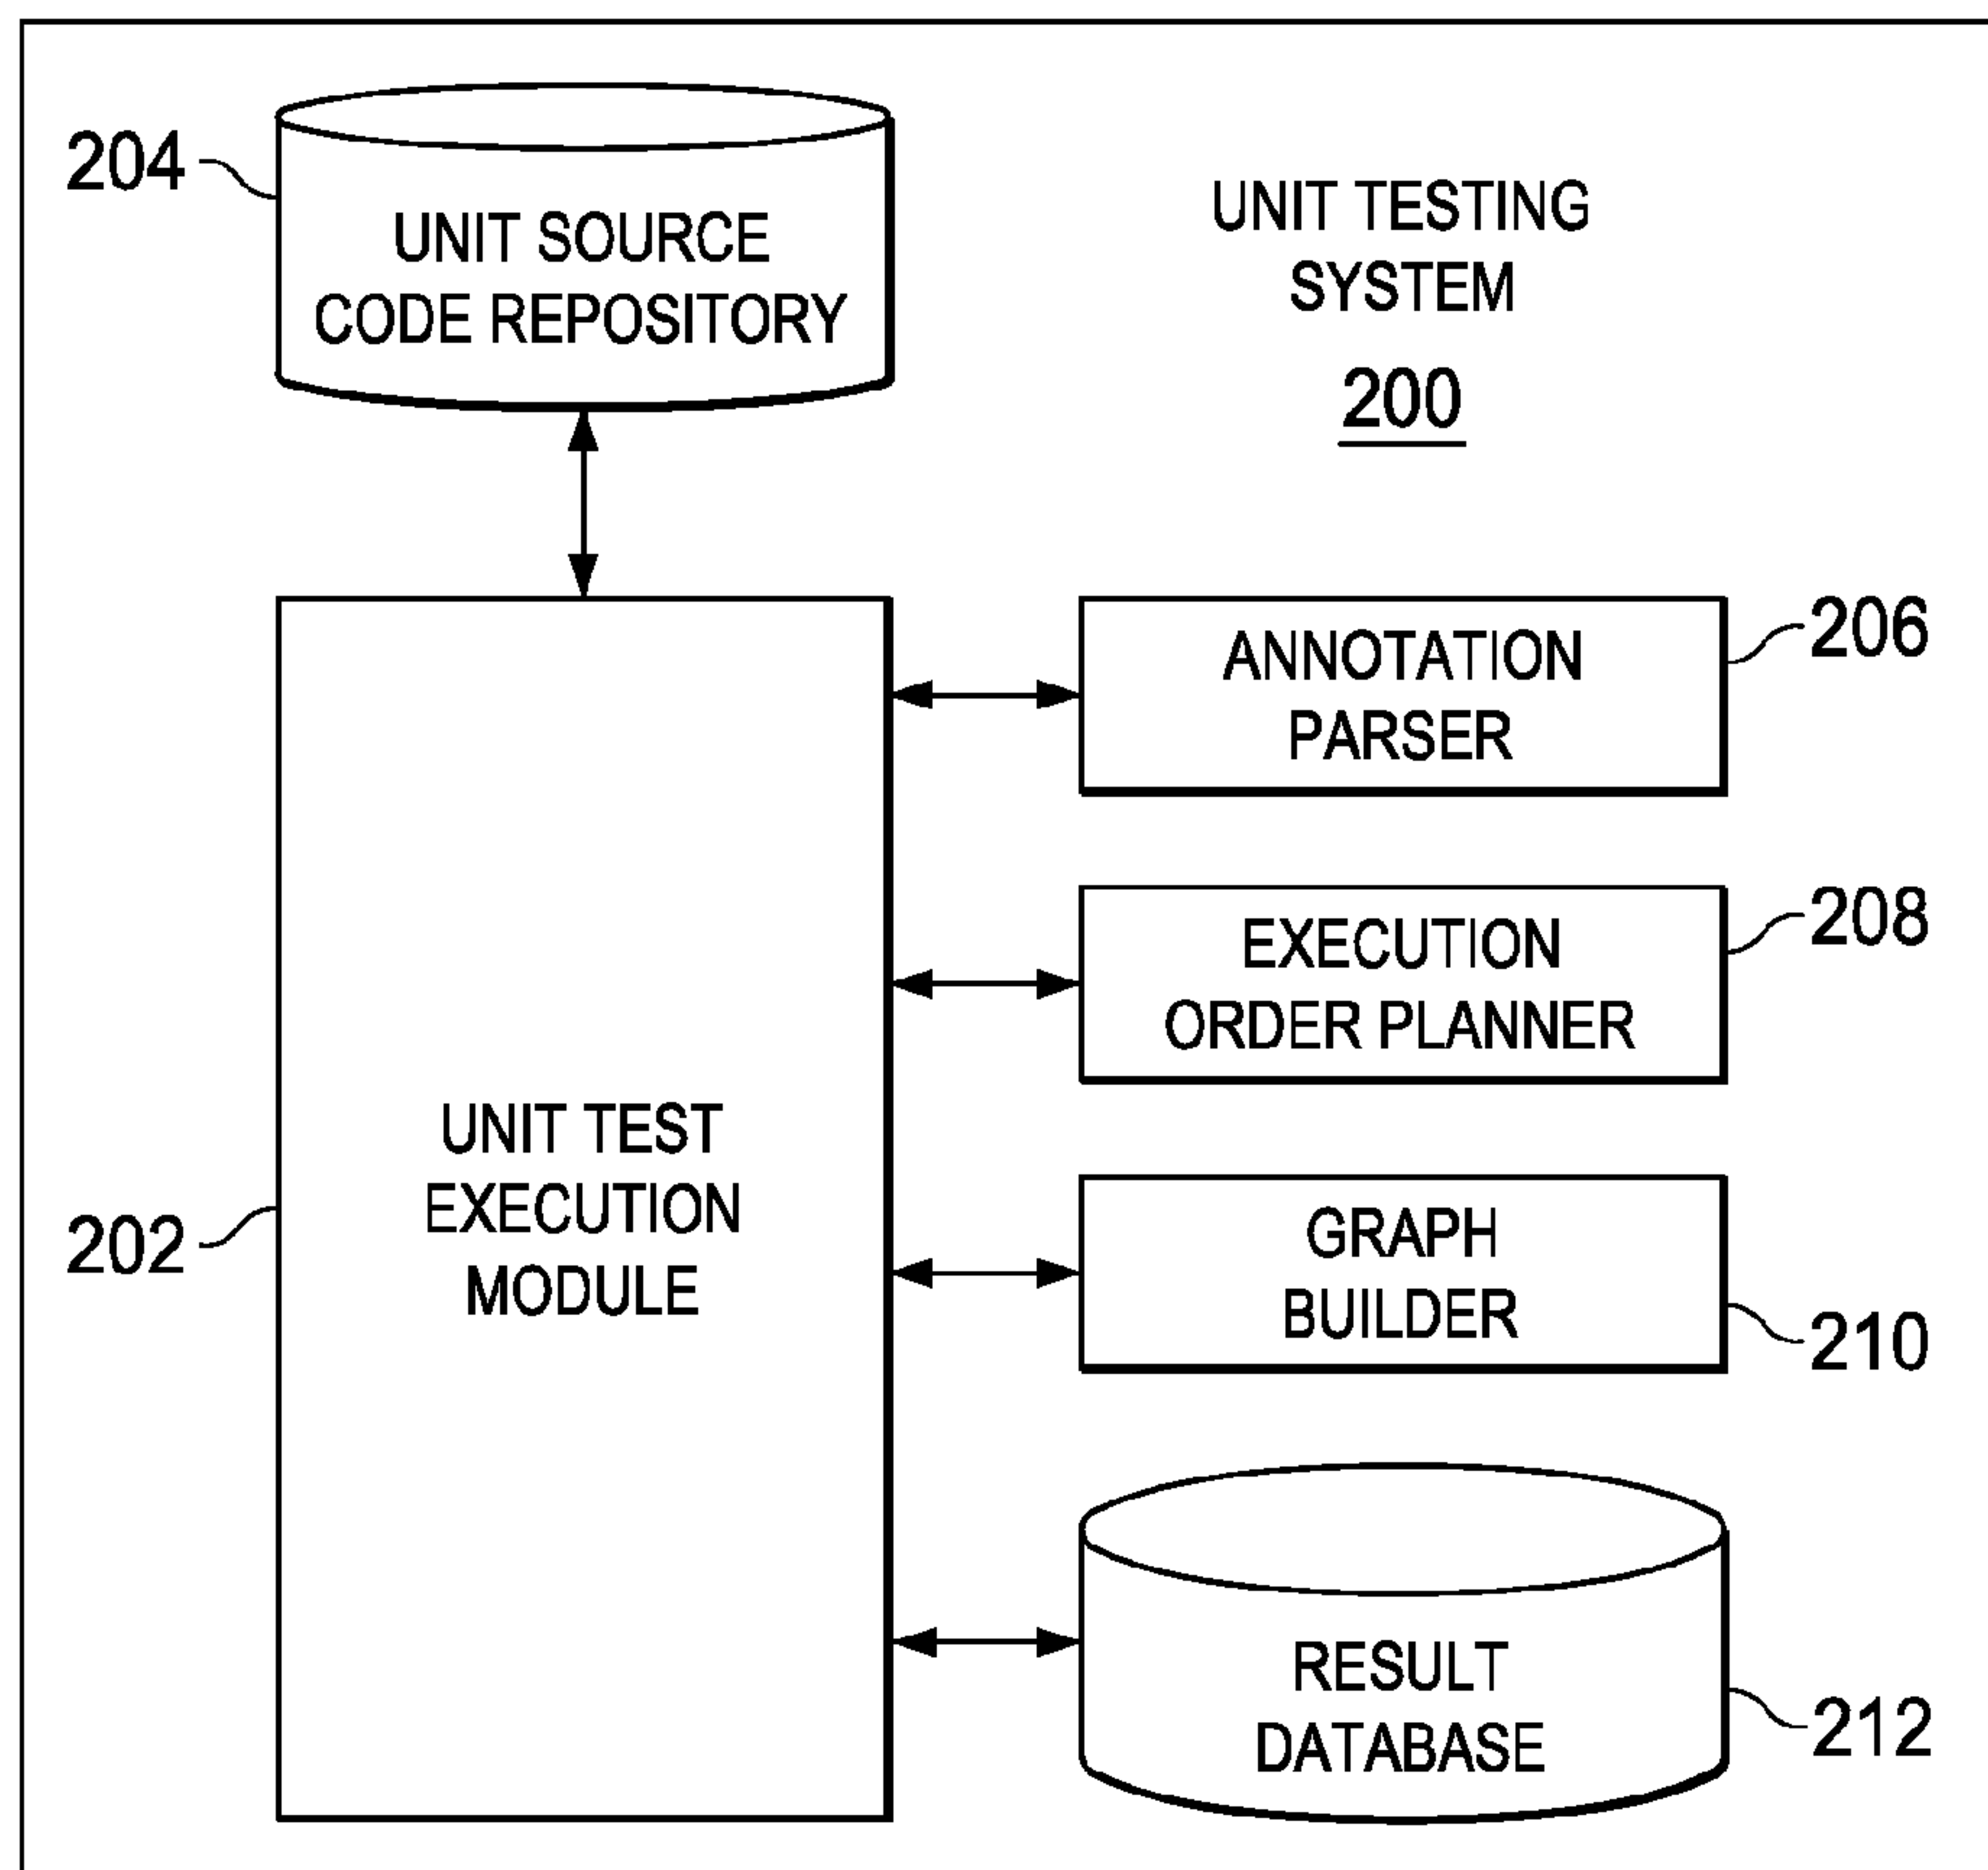 204
UNIT SOURCE
CODE REPOSITORY
UNIT TESTING
SYSTEM
200
202
UNIT TEST
EXECUTION
MODULE
ANNOTATION
PARSER
206
EXECUTION
ORDER PLANNER
208
GRAPH
BUILDER
210
RESULT
DATABASE
212